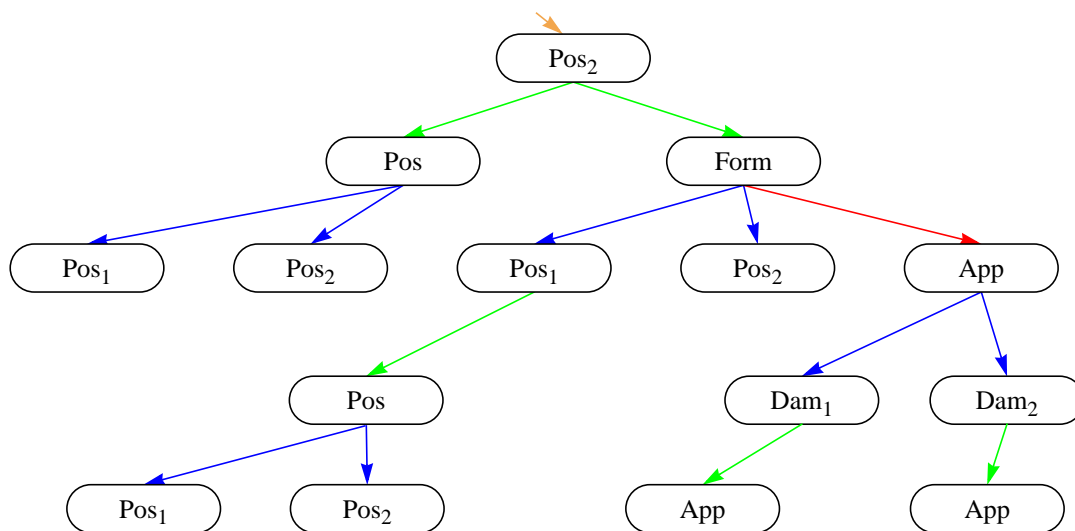 Pos₂
Pos Form
Pos₁ Pos₂ Pos₁ Pos₂ App
Pos Dam₁ Dam₂
Pos₁ Pos₂ App App